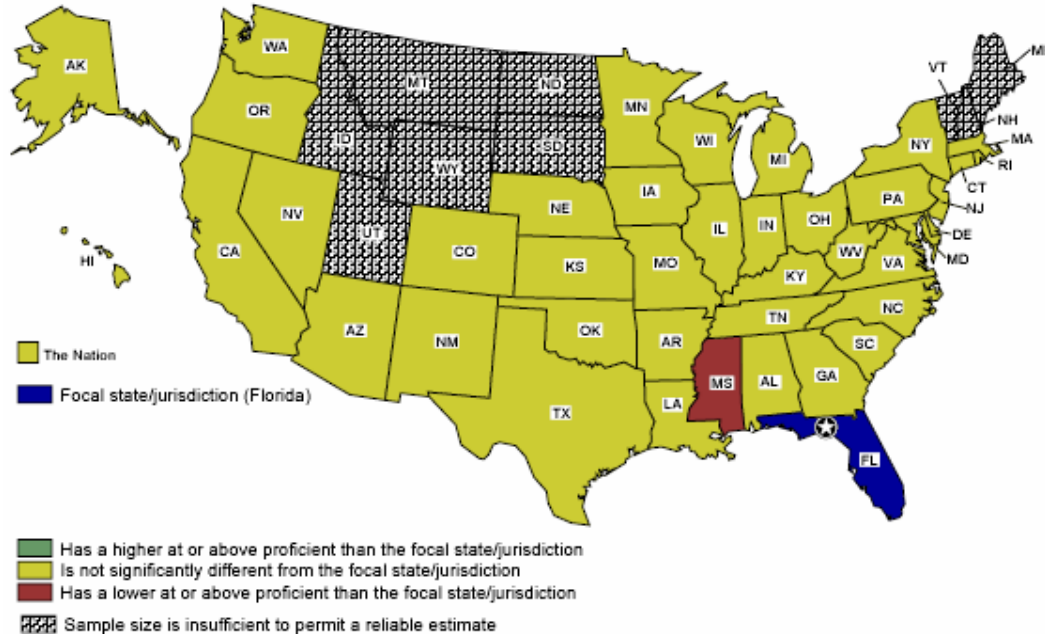 WA
AK
MT
ND
ME
VT
OR
MN
NH
ID
SD
WI
NY
MA
WY
MI
RI
CT
IA
PA
NE
NJ
NV
OH
IL
IN
DE
UT
HI
CA
CO
WV
MD
KS
MO
VA
KY
NC
TN
AZ
OK
NM
AR
SC
The Nation
MS
AL
GA
Focal state/jurisdiction (Florida)
LA
TX
FL
Has a higher at or above proficient than the focal state/jurisdiction
Is not significantly different from the focal state/jurisdiction
Has a lower at or above proficient than the focal state/jurisdiction
Sample size is insufficient to permit a reliable estimate